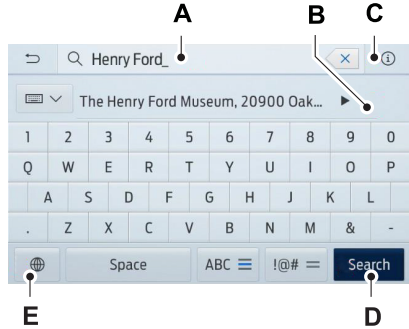 A B C
Henry Ford_
The Henry Ford Museum, 20900 Oak...
1 2 3 4 5 6 7 8 9 0
Q W E R T Y U I O P
A S D F G H J K L
. Z X C V B N M & -
Space ABC !@# Search
E D